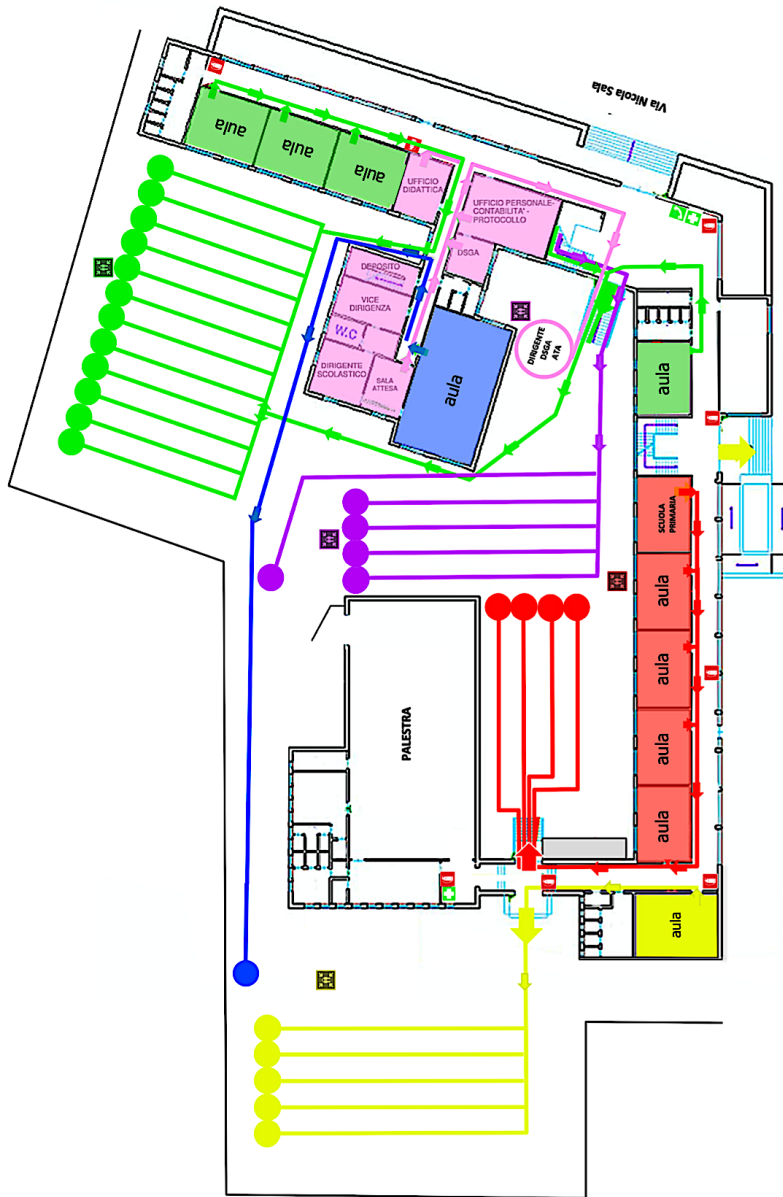 Via Nicola Sala
aula
aula
aula
UFFICIO
DIDATTICA
UFFICIO PERSONALE-
CONTABILITA' -
PROTOCOLLO
DSGA
DEPOSITO
VICE
DIRIGENZA
W.C
DIRIGENTE
SCOLASTICO
SALA
ATTESA
aula
DIRIGENTE
DSGA
ATA
aula
SCUOLA
PRIMARIA
aula
aula
aula
aula
PALESTRA
aula